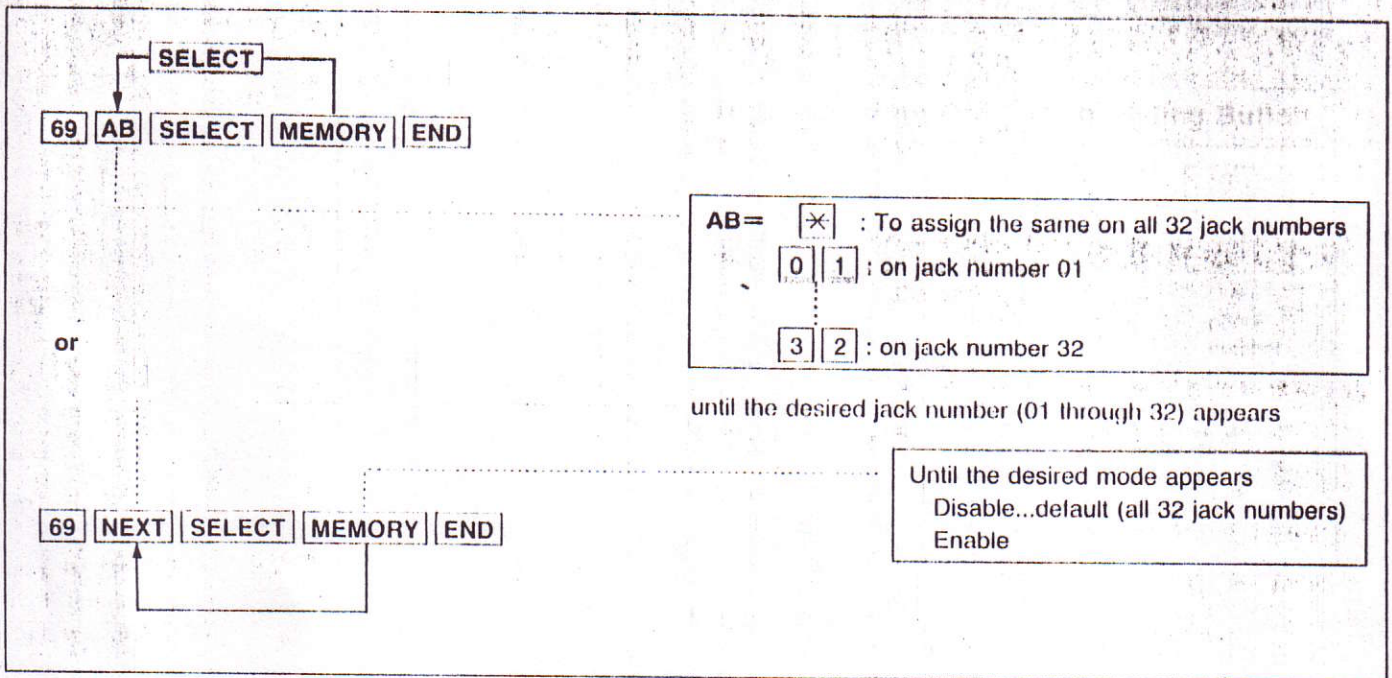 SELECT
69 AB SELECT MEMORY END
AB= * : To assign the same on all 32 jack numbers
0 1 : on jack number 01
3 2 : on jack number 32
or
until the desired jack number (01 through 32) appears
Until the desired mode appears
Disable...default (all 32 jack numbers)
Enable
69 NEXT SELECT MEMORY END